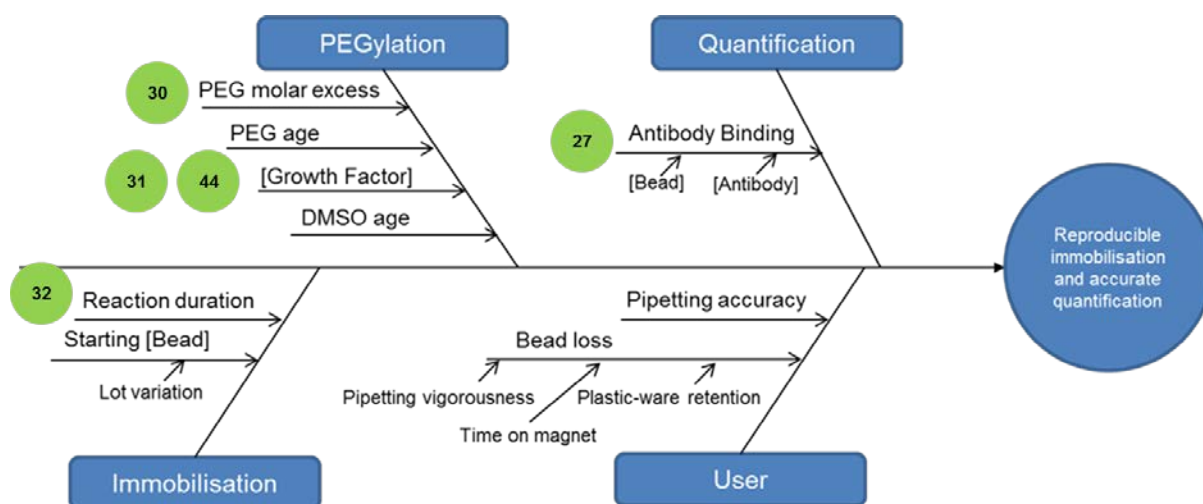 PEGylation
Quantification
30
PEG molar excess
PEG age
31
44
[Growth Factor]
DMSO age
27
Antibody Binding
[Bead]
[Antibody]
Reproducible
immobilisation
and accurate
quantification
32
Reaction duration
Starting [Bead]
Lot variation
Pipetting accuracy
Bead loss
Pipetting vigorousness
Plastic-ware retention
Time on magnet
Immobilisation
User